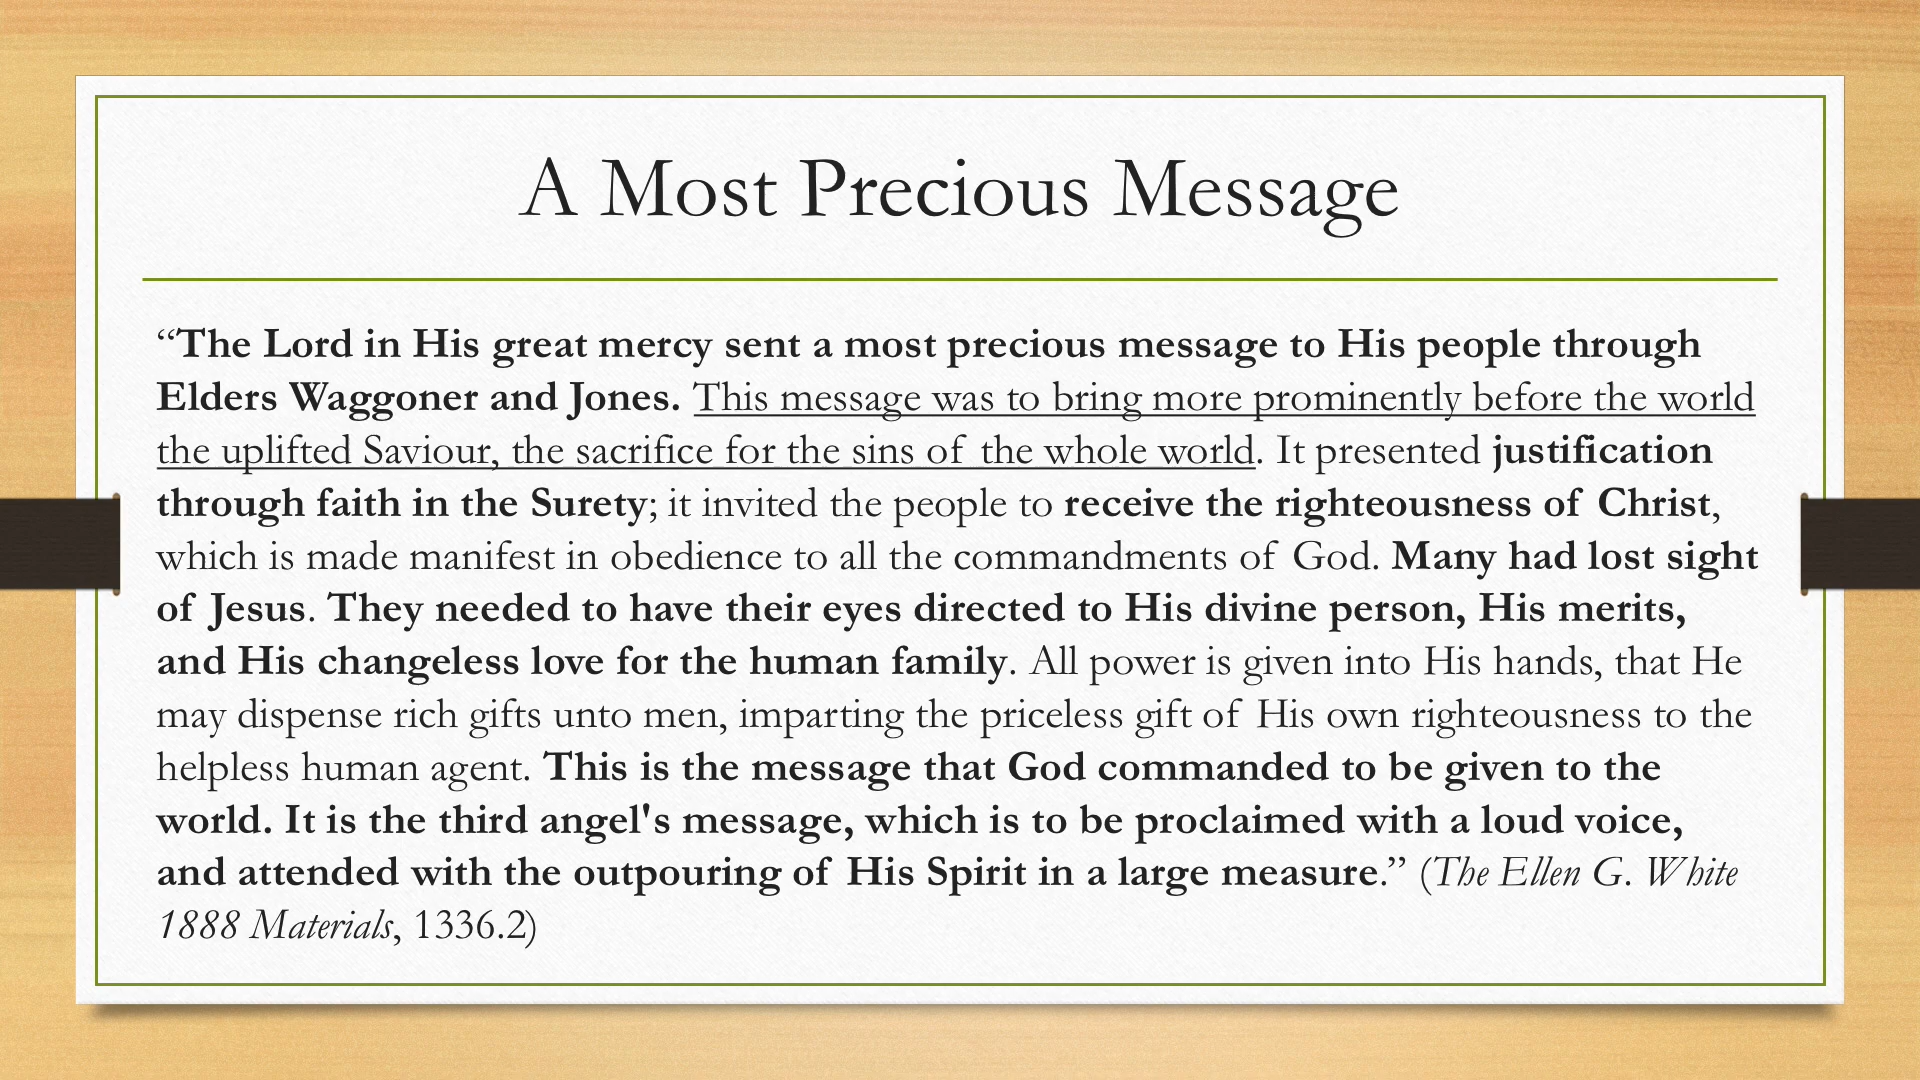 A Most Precious Message
“The Lord in His great mercy sent a most precious message to His people through
Elders Waggoner and Jones. This message was to bring more prominently before the world
the uplifted Saviour, the sacrifice for the sins of the whole world. It presented justification
through faith in the Surety; it invited the people to receive the righteousness of Christ,
which is made manifest in obedience to all the commandments of God. Many had lost sight
of Jesus. They needed to have their eyes directed to His divine person, His merits,
and His changeless love for the human family. All power is given into His hands, that He
may dispense rich gifts unto men, imparting the priceless gift of His own righteousness to the
helpless human agent. This is the message that God commanded to be given to the
world. It is the third angel's message, which is to be proclaimed with a loud voice,
and attended with the outpouring of His Spirit in a large measure.” (The Ellen G. White
1888 Materials, 1336.2)